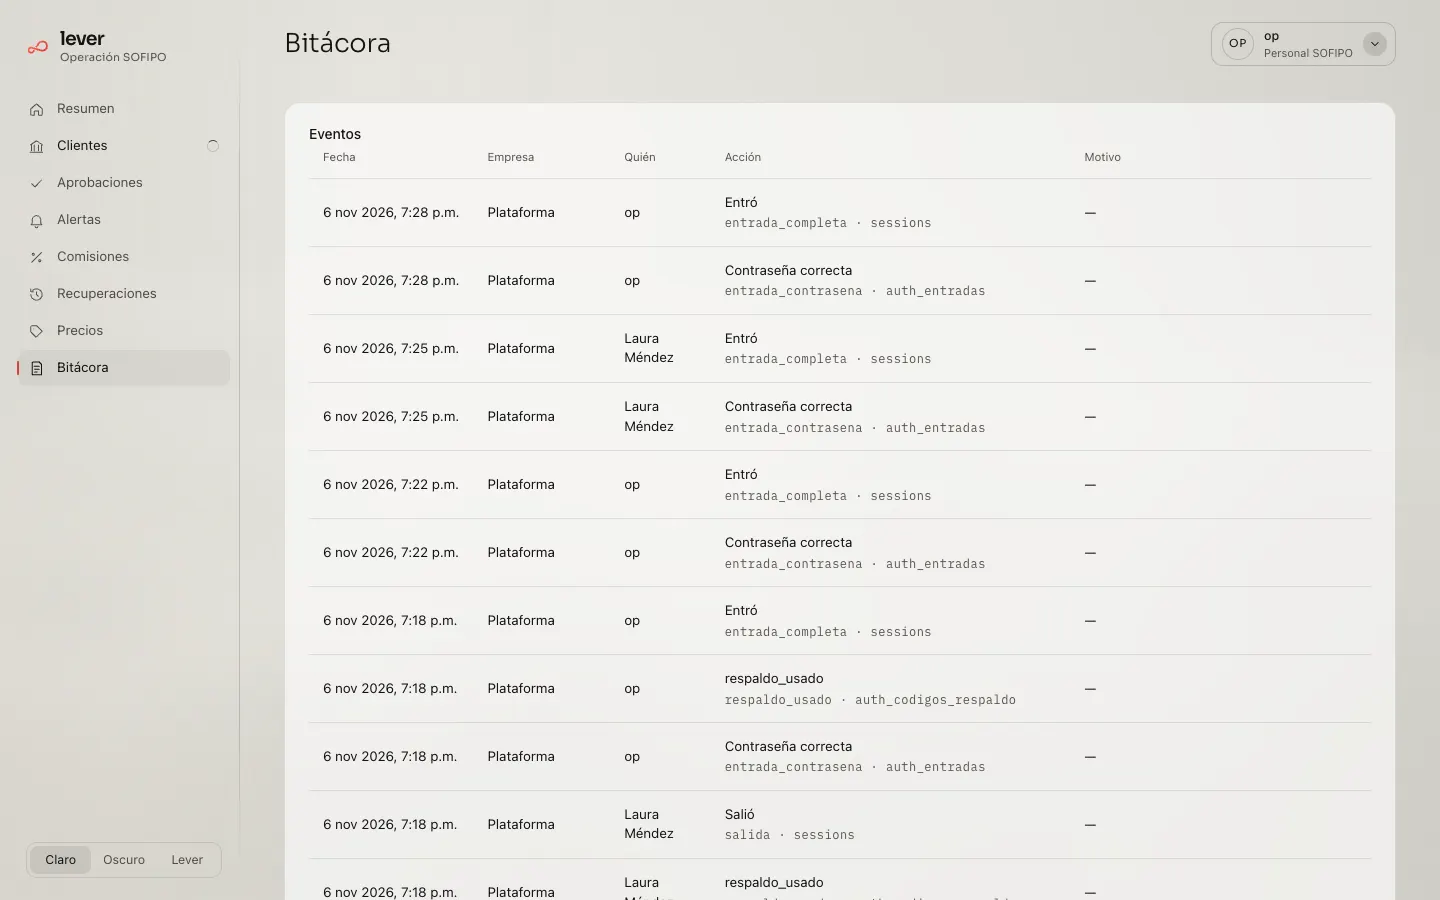 lever
Operación SOFIPO
Resumen
Clientes
Aprobaciones
Alertas
Comisiones
Recuperaciones
Precios
Bitácora
Claro Oscuro Lever
Bitácora
OP
op
Personal SOFIPO
Eventos
Fecha Empresa Quién Acción Motivo
6 nov 2026, 7:28 p.m. Plataforma op Entró —
entrada_completa · sessions
6 nov 2026, 7:28 p.m. Plataforma op Contraseña correcta —
entrada_contrasena · auth_entradas
6 nov 2026, 7:25 p.m. Plataforma Laura Méndez Entró —
entrada_completa · sessions
6 nov 2026, 7:25 p.m. Plataforma Laura Méndez Contraseña correcta —
entrada_contrasena · auth_entradas
6 nov 2026, 7:22 p.m. Plataforma op Entró —
entrada_completa · sessions
6 nov 2026, 7:22 p.m. Plataforma op Contraseña correcta —
entrada_contrasena · auth_entradas
6 nov 2026, 7:18 p.m. Plataforma op Entró —
entrada_completa · sessions
6 nov 2026, 7:18 p.m. Plataforma op respaldo_usado —
respaldo_usado · auth_codigos_respaldo
6 nov 2026, 7:18 p.m. Plataforma op Contraseña correcta —
entrada_contrasena · auth_entradas
6 nov 2026, 7:18 p.m. Plataforma Laura Méndez Salió —
salida · sessions
6 nov 2026, 7:18 p.m. Plataforma Laura respaldo_usado —